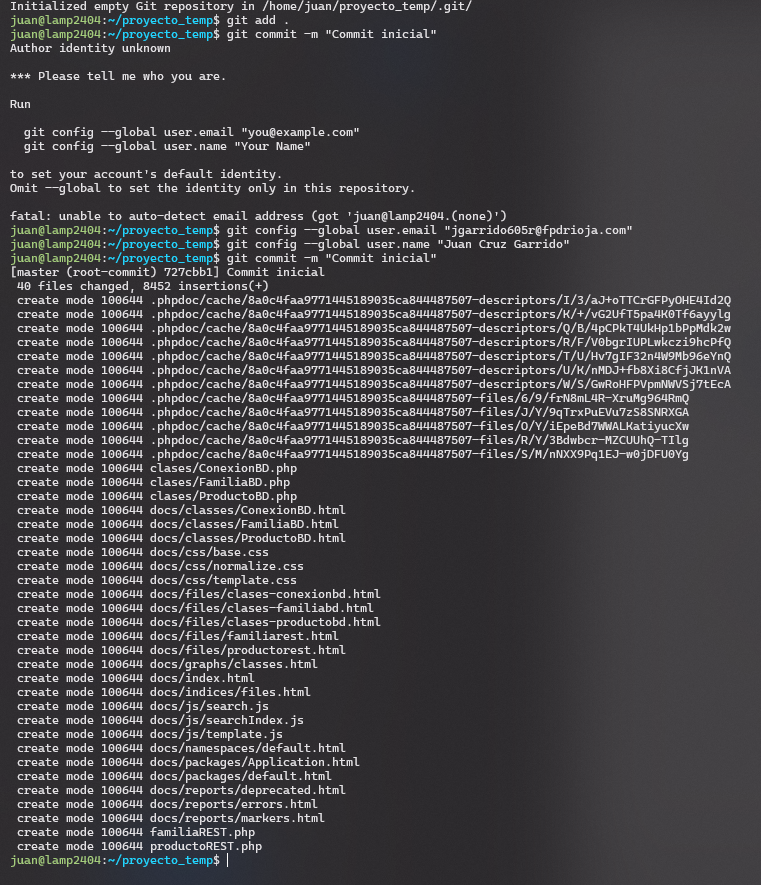 Initialized empty Git repository in /home/juan/proyecto_temp/.git/
juan@lamp2404:~/proyecto_temp$ git add .
juan@lamp2404:~/proyecto_temp$ git commit -m "Commit inicial"
Author identity unknown
*** Please tell me who you are.
Run
git config --global user.email "you@example.com"
git config --global user.name "Your Name"
to set your account's default identity.
Omit --global to set the identity only in this repository.
fatal: unable to auto-detect email address (got 'juan@lamp2404.(none)')
juan@lamp2404:~/proyecto_temp$ git config --global user.email "jgarrido605r@fpdrioja.com"
juan@lamp2404:~/proyecto_temp$ git config --global user.name "Juan Cruz Garrido"
juan@lamp2404:~/proyecto_temp$ git commit -m "Commit inicial"
[master (root-commit) 727cbb1] Commit inicial
40 files changed, 8452 insertions(+)
create mode 100644 .phpdoc/cache/8a0c4faa9771445189035ca844487507-descriptors/I/3/aJ+oTTCrGFPyOHE4Id2Q
create mode 100644 .phpdoc/cache/8a0c4faa9771445189035ca844487507-descriptors/K/+/vG2UfT5pa4K0Tf6ayylg
create mode 100644 .phpdoc/cache/8a0c4faa9771445189035ca844487507-descriptors/Q/B/4pCPkT4UkHp1bPpMdk2w
create mode 100644 .phpdoc/cache/8a0c4faa9771445189035ca844487507-descriptors/R/F/V0bgrIUPLwkczi9hcPfQ
create mode 100644 .phpdoc/cache/8a0c4faa9771445189035ca844487507-descriptors/T/U/Hv7gIF32n4W9Mb96eYnQ
create mode 100644 .phpdoc/cache/8a0c4faa9771445189035ca844487507-descriptors/U/K/nMDJ+fb8Xi8CfjJK1nVA
create mode 100644 .phpdoc/cache/8a0c4faa9771445189035ca844487507-descriptors/W/S/GwRoHFPVpmNWVSj7tEcA
create mode 100644 .phpdoc/cache/8a0c4faa9771445189035ca844487507-files/6/9/frN8mL4R-XruMg964RmQ
create mode 100644 .phpdoc/cache/8a0c4faa9771445189035ca844487507-files/J/Y/9qTrxPuEVu7zS8SNRXGA
create mode 100644 .phpdoc/cache/8a0c4faa9771445189035ca844487507-files/O/Y/iEpeBd7WWALKatiyucXw
create mode 100644 .phpdoc/cache/8a0c4faa9771445189035ca844487507-files/R/Y/3Bdwbcr-MZCUUhQ-TIlg
create mode 100644 .phpdoc/cache/8a0c4faa9771445189035ca844487507-files/S/M/nNXX9Pq1EJ-w0jDFU0Yg
create mode 100644 clases/ConexionBD.php
create mode 100644 clases/FamiliaBD.php
create mode 100644 clases/ProductoBD.php
create mode 100644 docs/classes/ConexionBD.html
create mode 100644 docs/classes/FamiliaBD.html
create mode 100644 docs/classes/ProductoBD.html
create mode 100644 docs/css/base.css
create mode 100644 docs/css/normalize.css
create mode 100644 docs/css/template.css
create mode 100644 docs/files/clases-conexionbd.html
create mode 100644 docs/files/clases-familiabd.html
create mode 100644 docs/files/clases-productobd.html
create mode 100644 docs/files/familiarest.html
create mode 100644 docs/files/productorest.html
create mode 100644 docs/graphs/classes.html
create mode 100644 docs/index.html
create mode 100644 docs/indices/files.html
create mode 100644 docs/js/search.js
create mode 100644 docs/js/searchIndex.js
create mode 100644 docs/js/template.js
create mode 100644 docs/namespaces/default.html
create mode 100644 docs/packages/Application.html
create mode 100644 docs/packages/default.html
create mode 100644 docs/reports/deprecated.html
create mode 100644 docs/reports/errors.html
create mode 100644 docs/reports/markers.html
create mode 100644 familiaREST.php
create mode 100644 productoREST.php
juan@lamp2404:~/proyecto_temp$